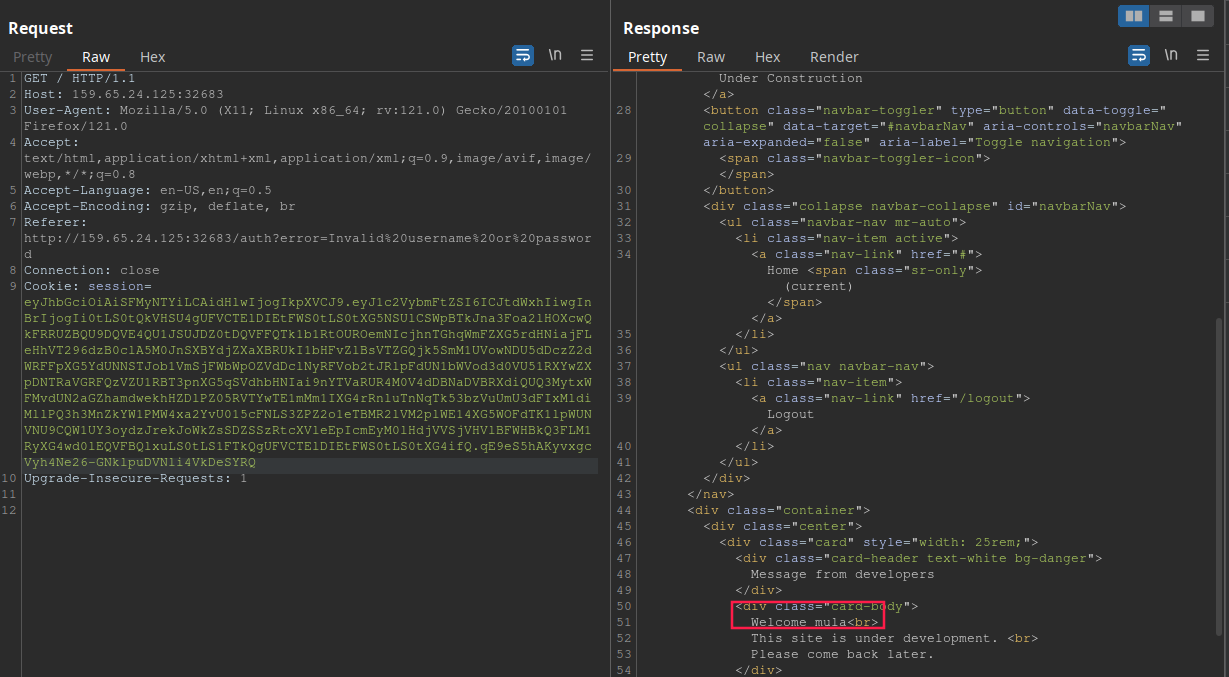 Request
Pretty Raw Hex
\n
1 GET / HTTP/1.1
2 Host: 159.65.24.125:32683
3 User-Agent: Mozilla/5.0 (X11; Linux x86_64; rv:121.0) Gecko/20100101
Firefox/121.0
4 Accept:
text/html,application/xhtml+xml,application/xml;q=0.9,image/avif,image/
webp,*/*;q=0.8
5 Accept-Language: en-US,en;q=0.5
6 Accept-Encoding: gzip, deflate, br
7 Referer:
http://159.65.24.125:32683/auth?error=Invalid%20username%20or%20passwor
d
8 Connection: close
9 Cookie: session=
10 Upgrade-Insecure-Requests: 1
11
12
Response
Pretty Raw Hex Render
\n
Under Construction
</a>
28 <button class="navbar-toggler" type="button" data-toggle="
collapse" data-target="#navbarNav" aria-controls="navbarNav"
aria-expanded="false" aria-label="Toggle navigation">
29 <span class="navbar-toggler-icon">
</span>
30 </button>
31 <div class="collapse navbar-collapse" id="navbarNav">
32 <ul class="navbar-nav mr-auto">
33 <li class="nav-item active">
34 <a class="nav-link" href="#">
Home <span class="sr-only">
(current)
</span>
</a>
35 </li>
36 </ul>
37 <ul class="nav navbar-nav">
38 <li class="nav-item">
39 <a class="nav-link" href="/logout">
Logout
</a>
40 </li>
41 </ul>
42 </div>
43 </nav>
44 <div class="container">
45 <div class="center">
46 <div class="card" style="width: 25rem;">
47 <div class="card-header text-white bg-danger">
48 Message from developers
49 </div>
50 <div class="card-body">
51 Welcome mula<br>
52 This site is under development. <br>
53 Please come back later.
54 </div>